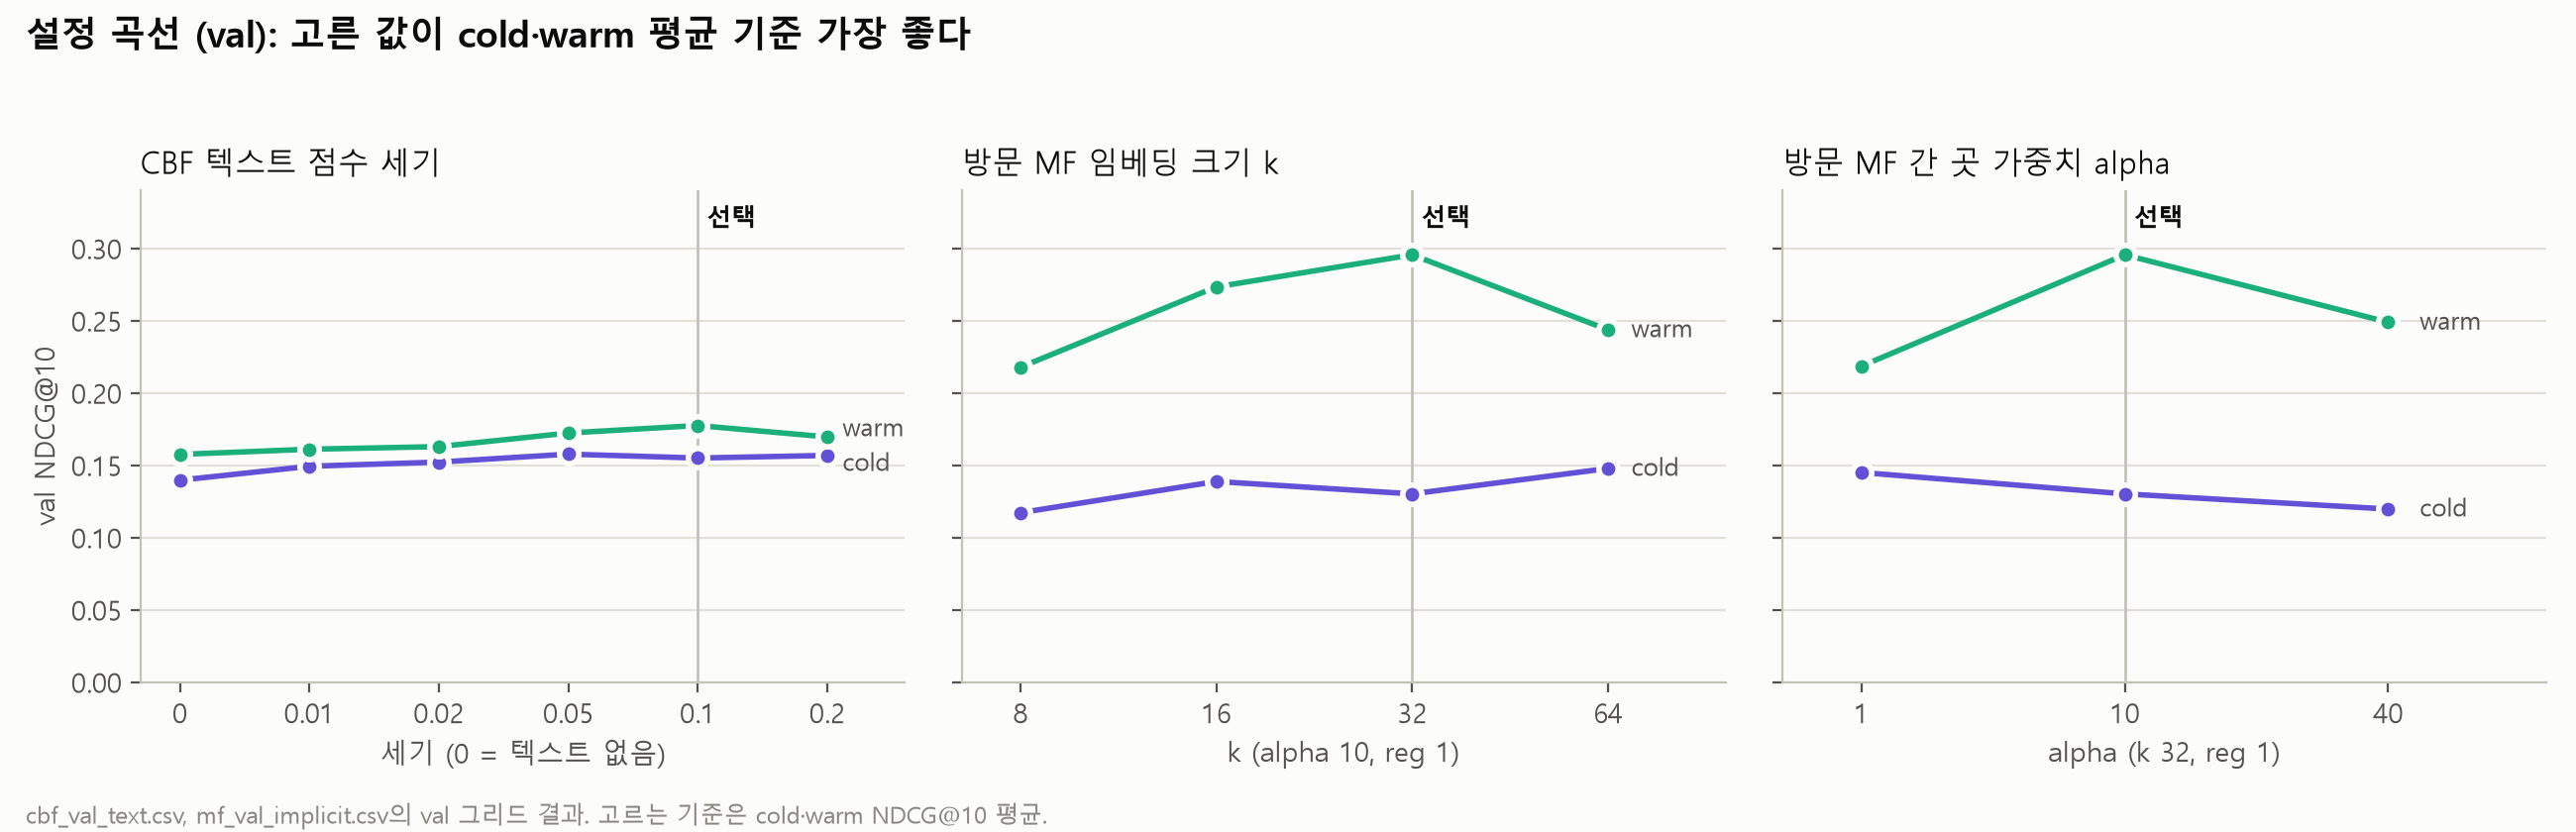 설정 곡선 (val): 고른 값이 cold·warm 평균 기준 가장 좋다
CBF 텍스트 점수 세기
선택
0.30
0.25
0.20
0.15
0.10
0.05
0.00
val NDCG@10
warm
cold
0 0.01 0.02 0.05 0.1 0.2
세기 (0 = 텍스트 없음)
방문 MF 임베딩 크기 k
선택
warm
cold
8 16 32 64
k (alpha 10, reg 1)
방문 MF 간 곳 가중치 alpha
선택
warm
cold
1 10 40
alpha (k 32, reg 1)
cbf_val_text.csv, mf_val_implicit.csv의 val 그리드 결과. 고르는 기준은 cold·warm NDCG@10 평균.